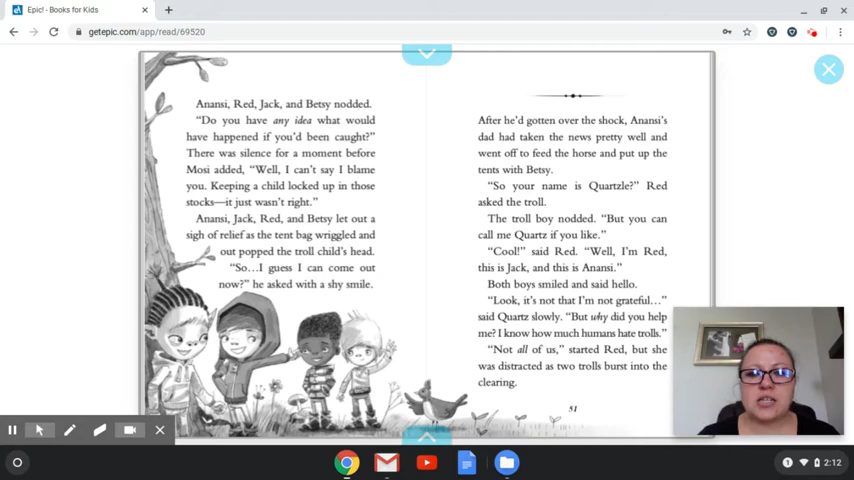 Epic! - Books for Kids
getepic.com/app/read/69520
Anansi, Red, Jack, and Betsy nodded.
"Do you have any idea what would
have happened if you'd been caught?"
There was silence for a moment before
Mosi added, "Well, I can't say I blame
you. Keeping a child locked up in those
stocks—it just wasn't right."
Anansi, Jack, Red, and Betsy let out a
sigh of relief as the tent bag wriggled and
out popped the troll child's head.
"So...I guess I can come out
now?" he asked with a shy smile.
After he'd gotten over the shock, Anansi's
dad had taken the news pretty well and
went off to feed the horse and put up the
tents with Betsy.
"So your name is Quartzle?" Red
asked the troll.
The troll boy nodded. "But you can
call me Quartz if you like."
"Cool!" said Red. "Well, I'm Red,
this is Jack, and this is Anansi."
Both boys smiled and said hello.
"Look, it's not that I'm not grateful..."
said Quartz slowly. "But why did you help
me? I know how much humans hate trolls."
"Not all of us," started Red, but she
was distracted as two trolls burst into the
clearing.
51
1
2:12